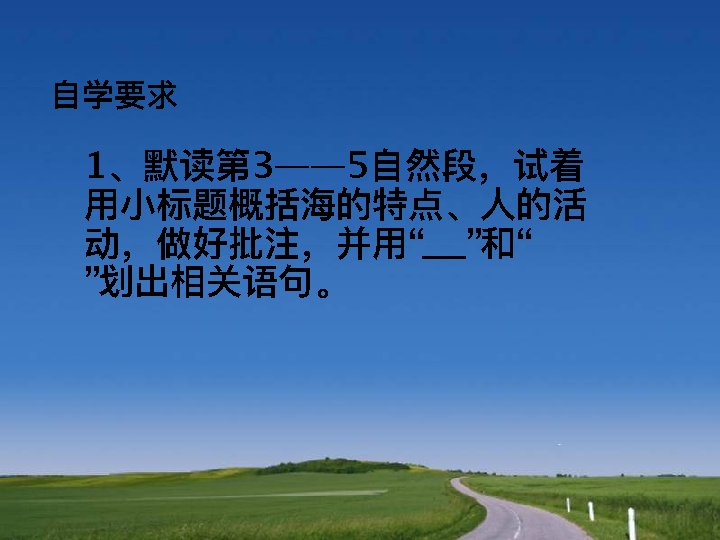 自学要求
1、默读第3——5自然段，试着
用小标题概括海的特点、人的活
动，做好批注，并用“__”和“
”划出相关语句。